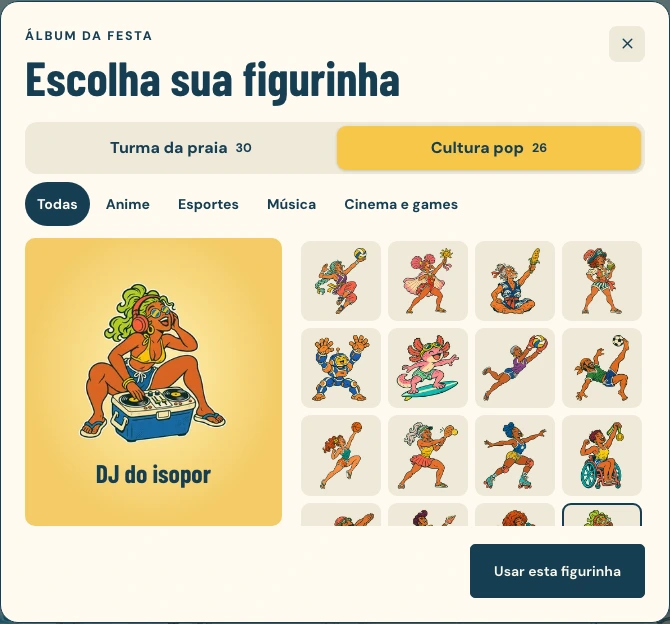 ÁLBUM DA FESTA
Escolha sua figurinha
Turma da praia 30
Cultura pop 26
Todas
Anime
Esportes
Música
Cinema e games
DJ do isopor
Usar esta figurinha